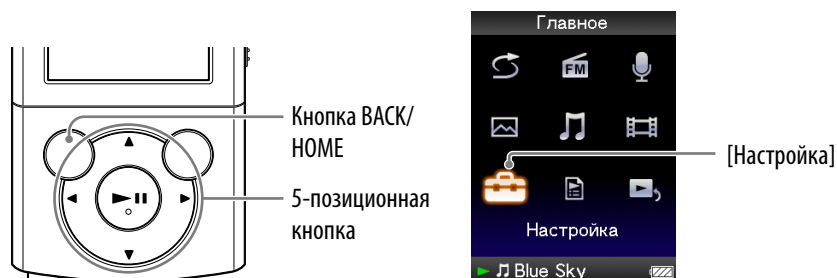 Кнопка BACK/
HOME
5-позиционная
кнопка
Главное
FM
Настройка
Blue Sky
[Настройка]